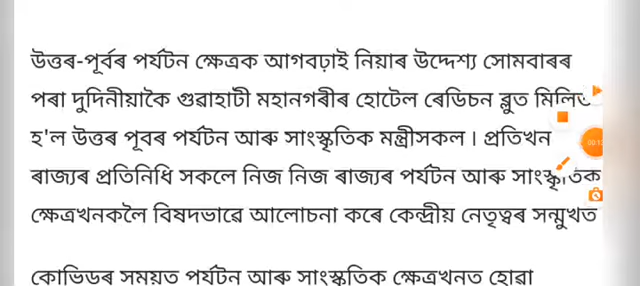 উত্তৰ-পূৰ্বৰ পৰ্যটন ক্ষেত্ৰক আগবঢ়াই নিয়াৰ উদ্দেশ্য সোমবাৰৰ
পৰা দুদিনীয়াকৈ গুৱাহাটী মহানগৰীৰ হোটেল ৰেডিচন ব্লুত মিলিত
হ'ল উত্তৰ পূবৰ পৰ্যটন আৰু সাংস্কৃতিক মন্ত্ৰীসকল। প্ৰতিখন
ৰাজ্যৰ প্ৰতিনিধি সকলে নিজ নিজ ৰাজ্যৰ পৰ্যটন আৰু সাংস্কৃতিক
ক্ষেত্ৰখনকলৈ বিষদভাৱে আলোচনা কৰে কেন্দ্ৰীয় নেতৃত্বৰ সন্মুখত
কোভিডৰ সময়ত পৰ্যটন আৰু সাংস্কৃতিক ক্ষেত্ৰখনত হোৱা